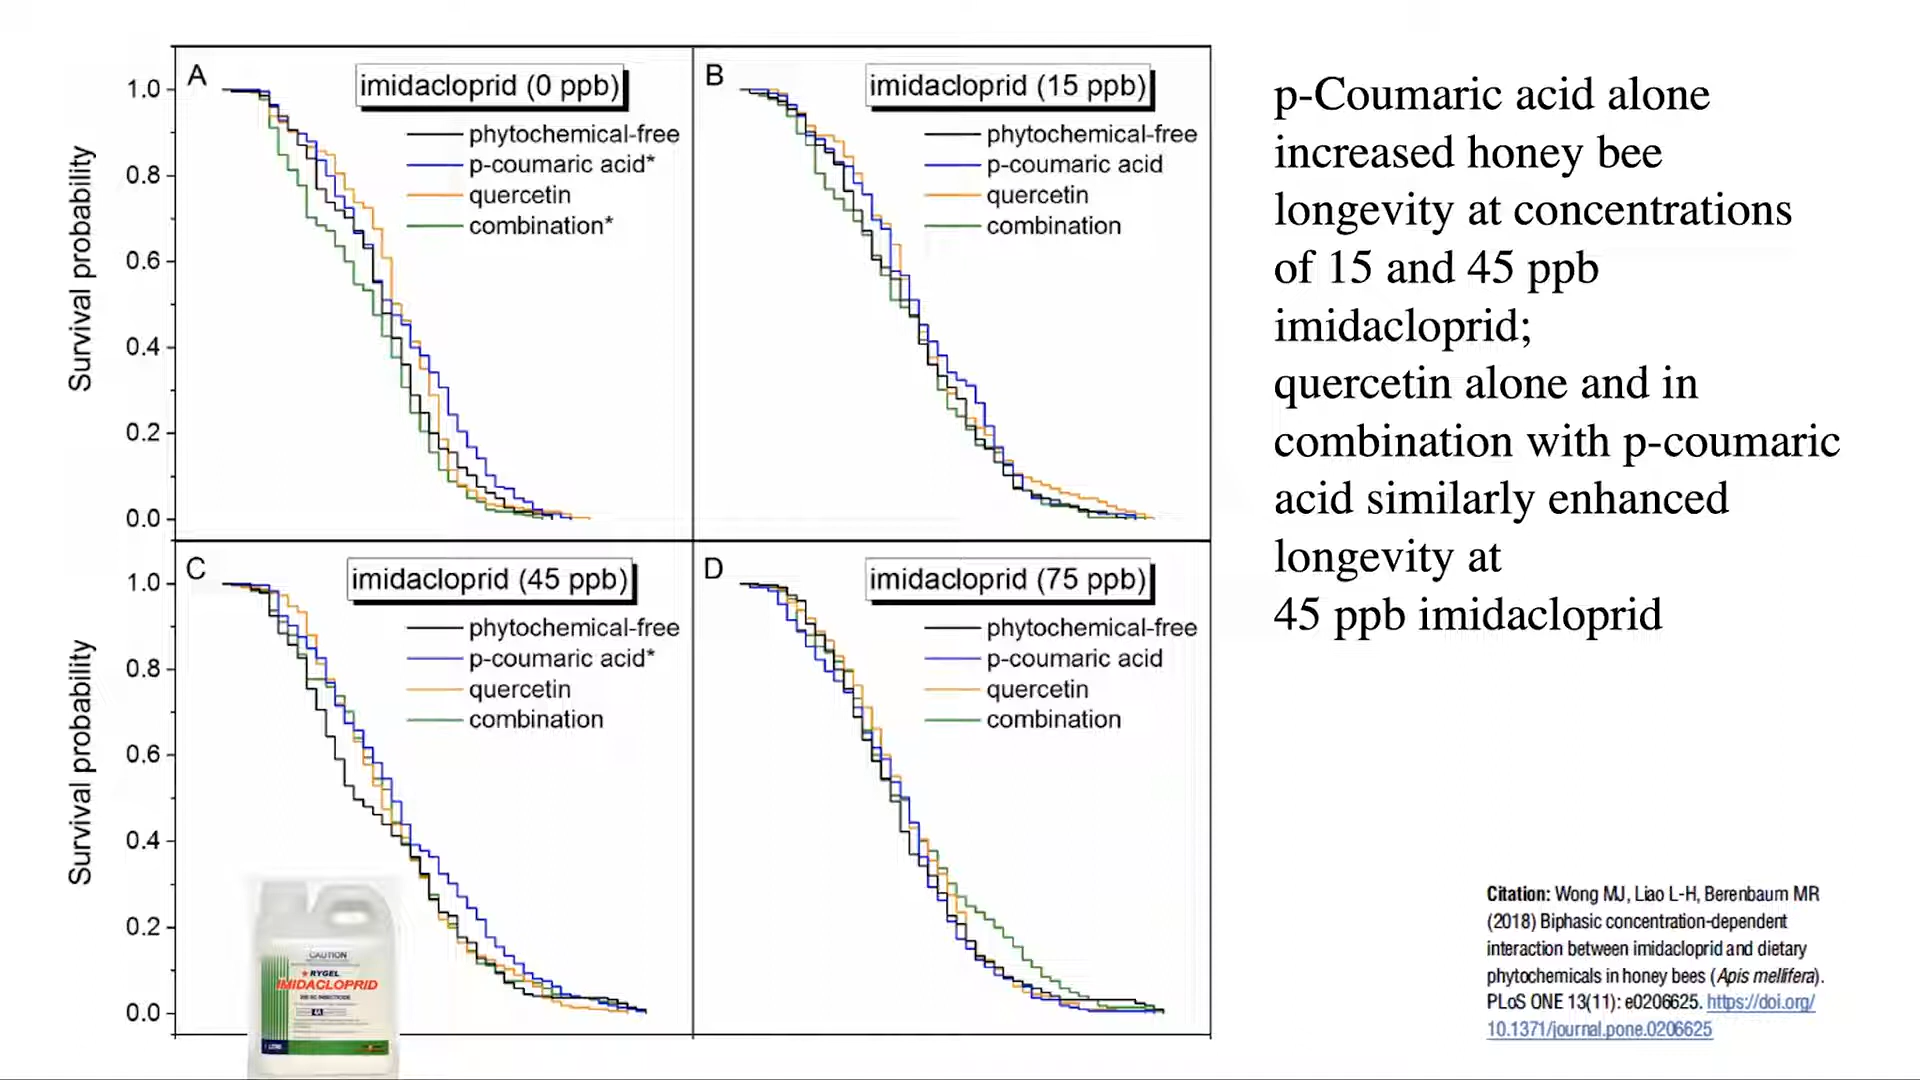 A
imidacloprid (0 ppb)
phytochemical-free
p-coumaric acid*
quercetin
combination*
Survival probability
1.0
0.8
0.6
0.4
0.2
0.0
B
imidacloprid (15 ppb)
phytochemical-free
p-coumaric acid
quercetin
combination
C
imidacloprid (45 ppb)
phytochemical-free
p-coumaric acid*
quercetin
combination
Survival probability
1.0
0.8
0.6
0.4
0.2
0.0
D
imidacloprid (75 ppb)
phytochemical-free
p-coumaric acid
quercetin
combination
CAUTION
RYGEL
IMIDACLOPRID
p-Coumaric acid alone
increased honey bee
longevity at concentrations
of 15 and 45 ppb
imidacloprid;
quercetin alone and in
combination with p-coumaric
acid similarly enhanced
longevity at
45 ppb imidacloprid
Citation: Wong MJ, Liao L-H, Berenbaum MR
(2018) Biphasic concentration-dependent
interaction between imidacloprid and dietary
phytochemicals in honey bees (Apis mellifera).
PLoS ONE 13(11): e0206625. https://doi.org/
10.1371/journal.pone.0206625